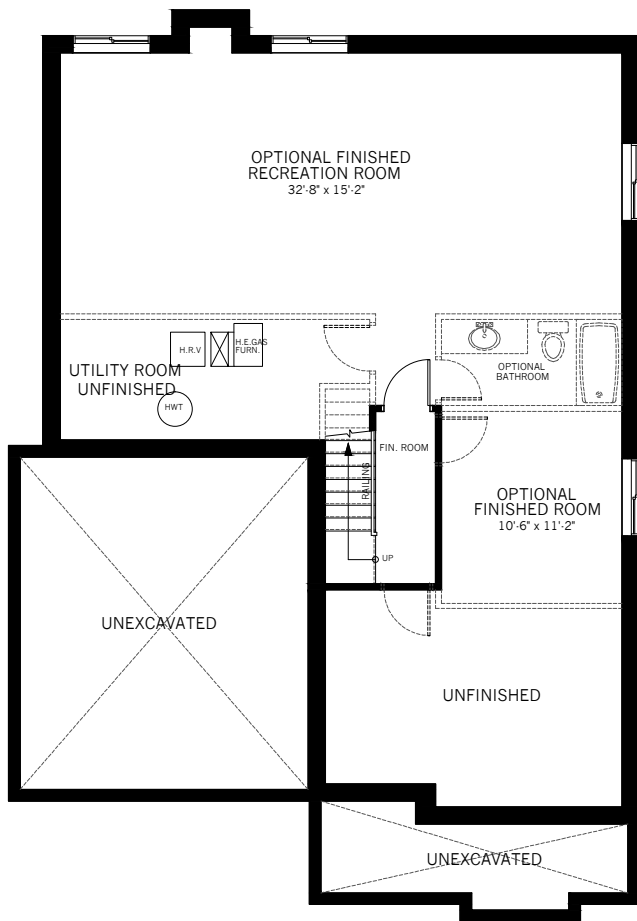 OPTIONAL FINISHED
RECREATION ROOM
32'-8" x 15'-2"
H.R.V
H.E.GAS
FURN.
UTILITY ROOM
UNFINISHED
HWT
OPTIONAL
BATHROOM
FIN. ROOM
RAILING
UP
OPTIONAL
FINISHED ROOM
10'-6" x 11'-2"
UNEXCAVATED
UNFINISHED
UNEXCAVATED